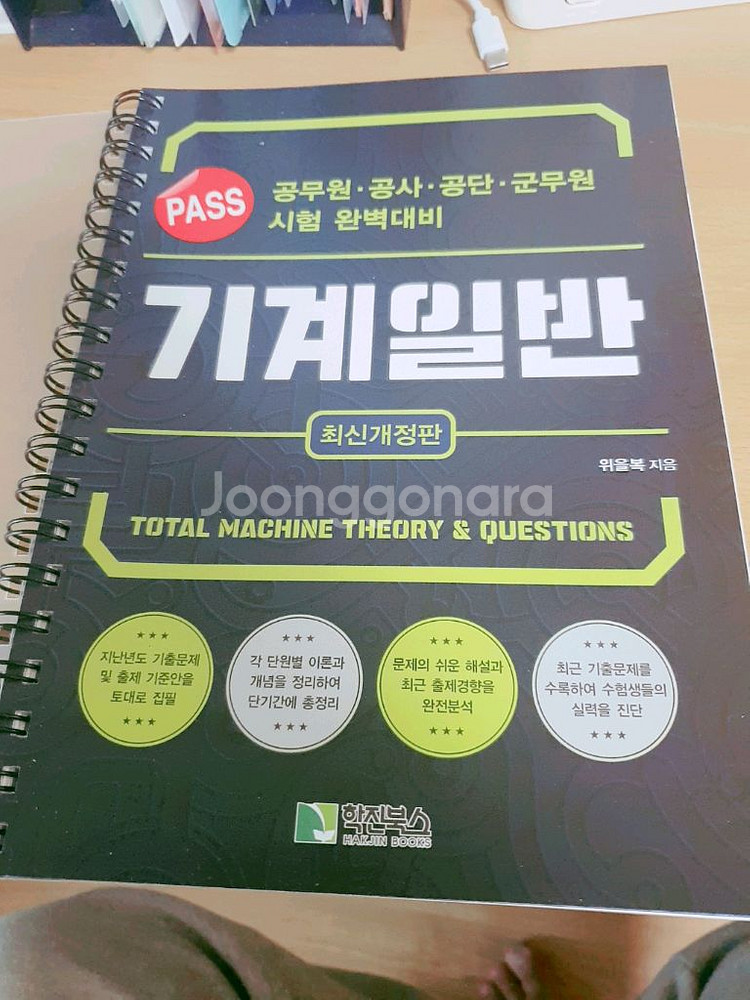 PASS
공무원·공사·공단·군무원
시험 완벽대비
기계일반
최신개정판
위을복 지음
Joonggonara
TOTAL MACHINE THEORY & QUESTIONS
지난년도 기출문제
및 출제 기준안을
토대로 집필
각 단원별 이론과
개념을 정리하여
단기간에 총정리
문제의 쉬운 해설과
최근 출제경향을
완전분석
최근 기출문제를
수록하여 수험생들의
실력을 진단
학진북스
HAKJIN BOOKS